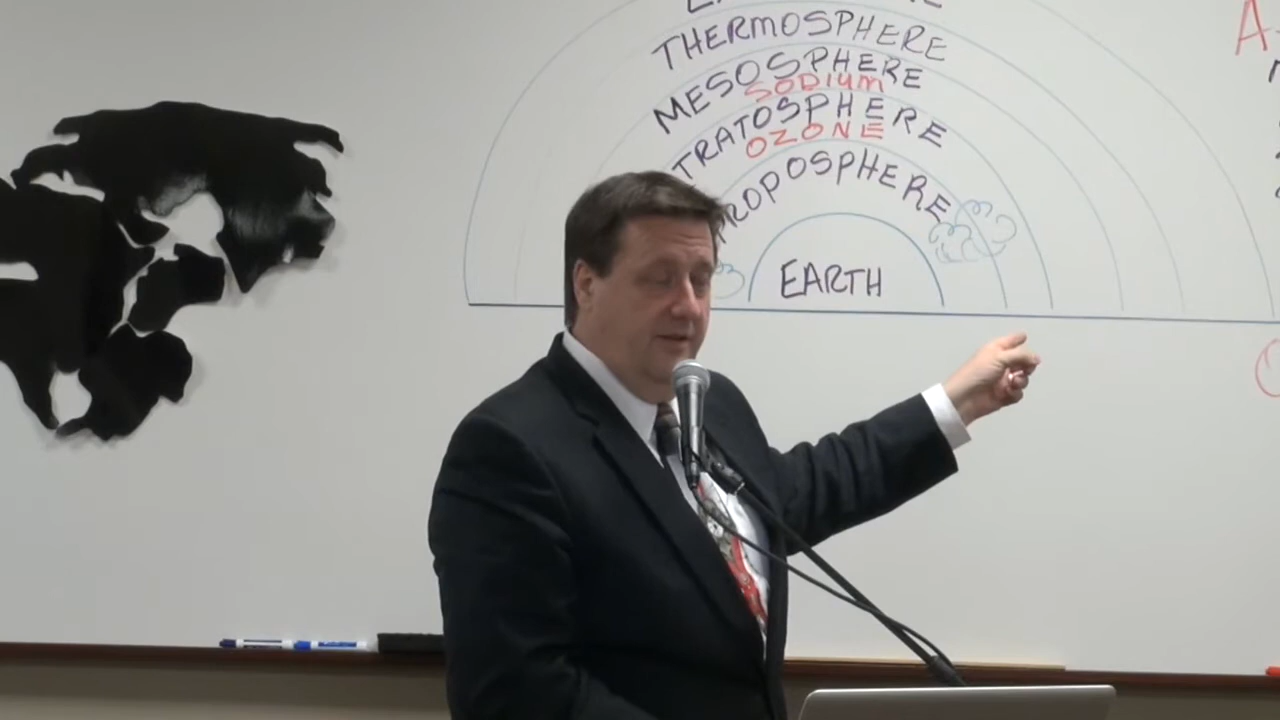 THERMOSPHERE
MESOSPHERE
SODIUM
TRATOSPHERE
OZONE
ROPOSPHERE
EARTH
A